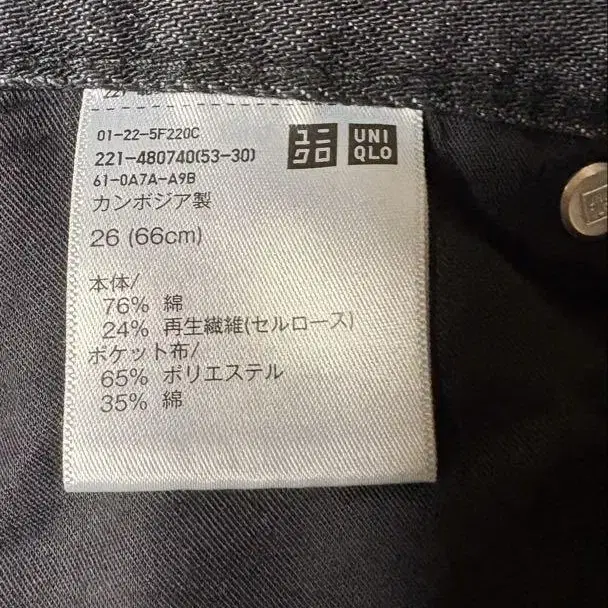 01-22-5F220C
ユニクロ
UNIQLO
221-480740(53-30)
61-0A7A-A9B
カンボジア製
26 (66cm)
本体/
76% 綿
24% 再生繊維(セルロース)
ポケット布/
65% ポリエステル
35% 綿